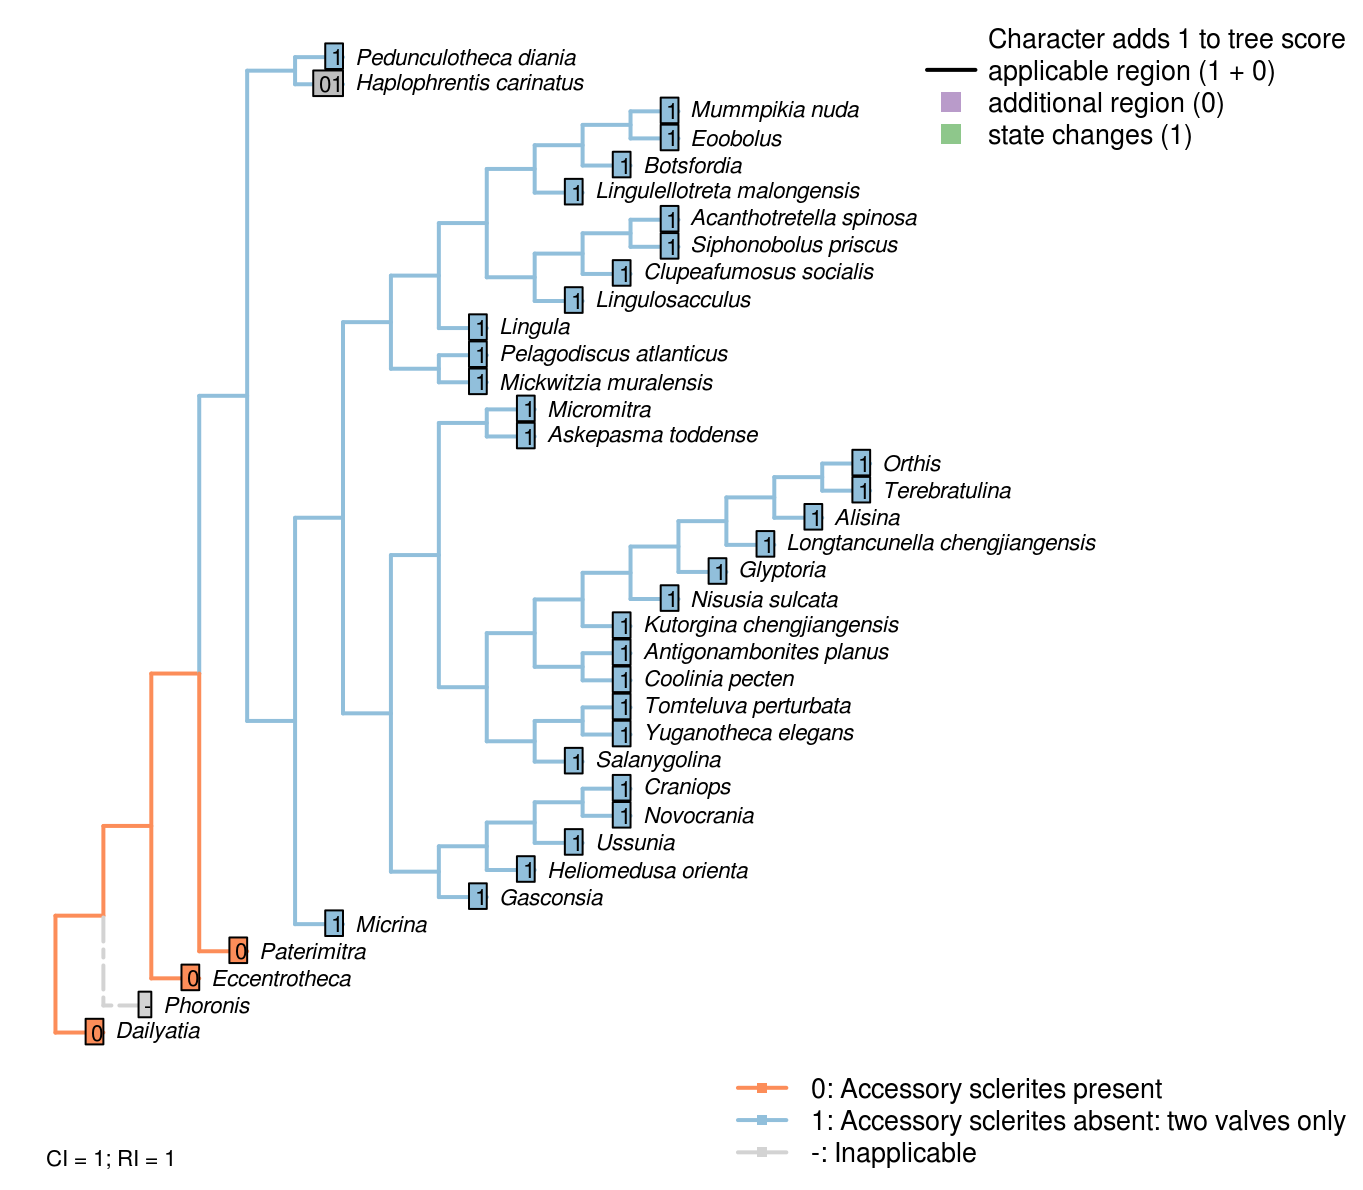 Character adds 1 to tree score
applicable region (1 + 0)
additional region (0)
state changes (1)
1 Pedunculotheca diania
01 Haplophrentis carinatus
1 Mummpikia nuda
1 Eoobolus
1 Botsfordia
1 Lingulellotreta malongensis
1 Acanthotretella spinosa
1 Siphonobolus priscus
1 Clupeafumosus socialis
1 Lingulosacculus
1 Lingula
1 Pelagodiscus atlanticus
1 Mickwitzia muralensis
1 Micromitra
1 Askepasma toddense
1 Orthis
1 Terebratulina
1 Alisina
1 Longtancunella chengjiangensis
1 Glyptoria
1 Nisusia sulcata
1 Kutorgina chengjiangensis
1 Antigonambonites planus
1 Coolinia pecten
1 Tomteluva perturbata
1 Yuganotheca elegans
1 Salanygolina
1 Craniops
1 Novocrania
1 Ussunia
1 Heliomedusa orienta
1 Gasconsia
1 Micrina
0 Paterimitra
0 Eccentrotheca
- Phoronis
0 Dailyatia
0: Accessory sclerites present
1: Accessory sclerites absent: two valves only
-: Inapplicable
CI = 1; RI = 1